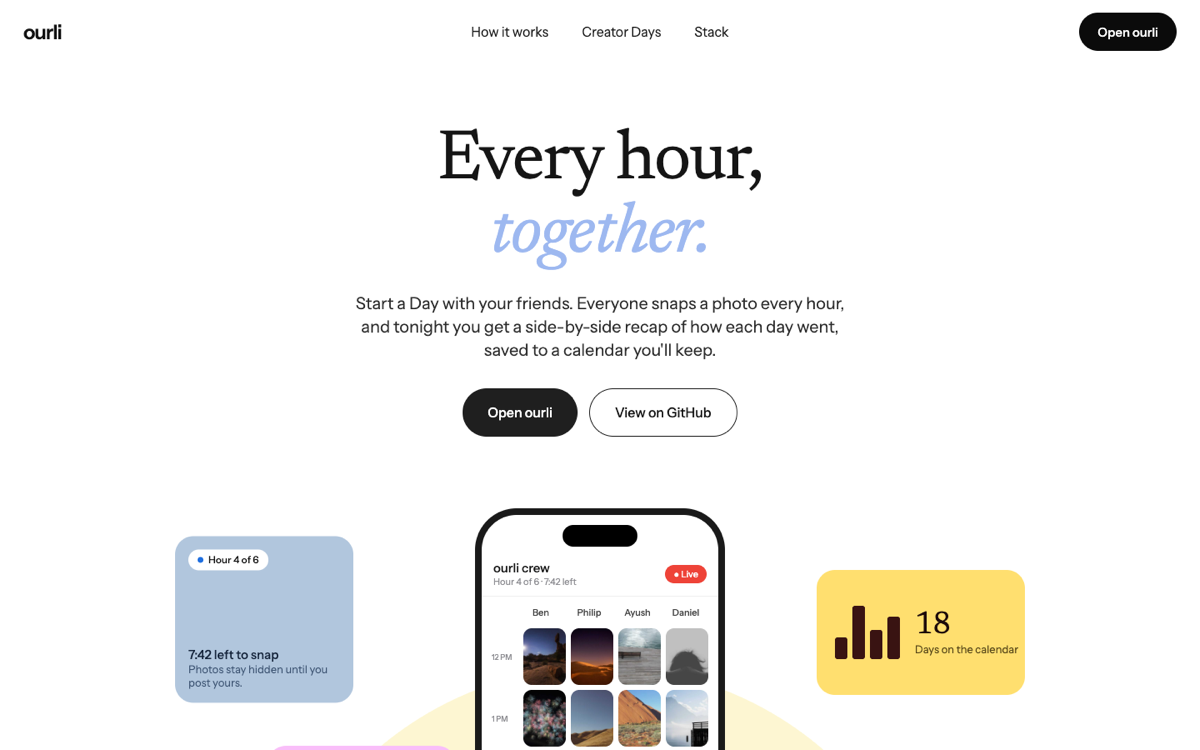 ourli
How it works
Creator Days
Stack
Open ourli
Every hour,
together.
Start a Day with your friends. Everyone snaps a photo every hour,
and tonight you get a side-by-side recap of how each day went,
saved to a calendar you'll keep.
Open ourli
View on GitHub
Hour 4 of 6
7:42 left to snap
Photos stay hidden until you
post yours.
ourli crew
Hour 4 of 6 · 7:42 left
Live
Ben
Philip
Ayush
Daniel
12 PM
1 PM
18
Days on the calendar